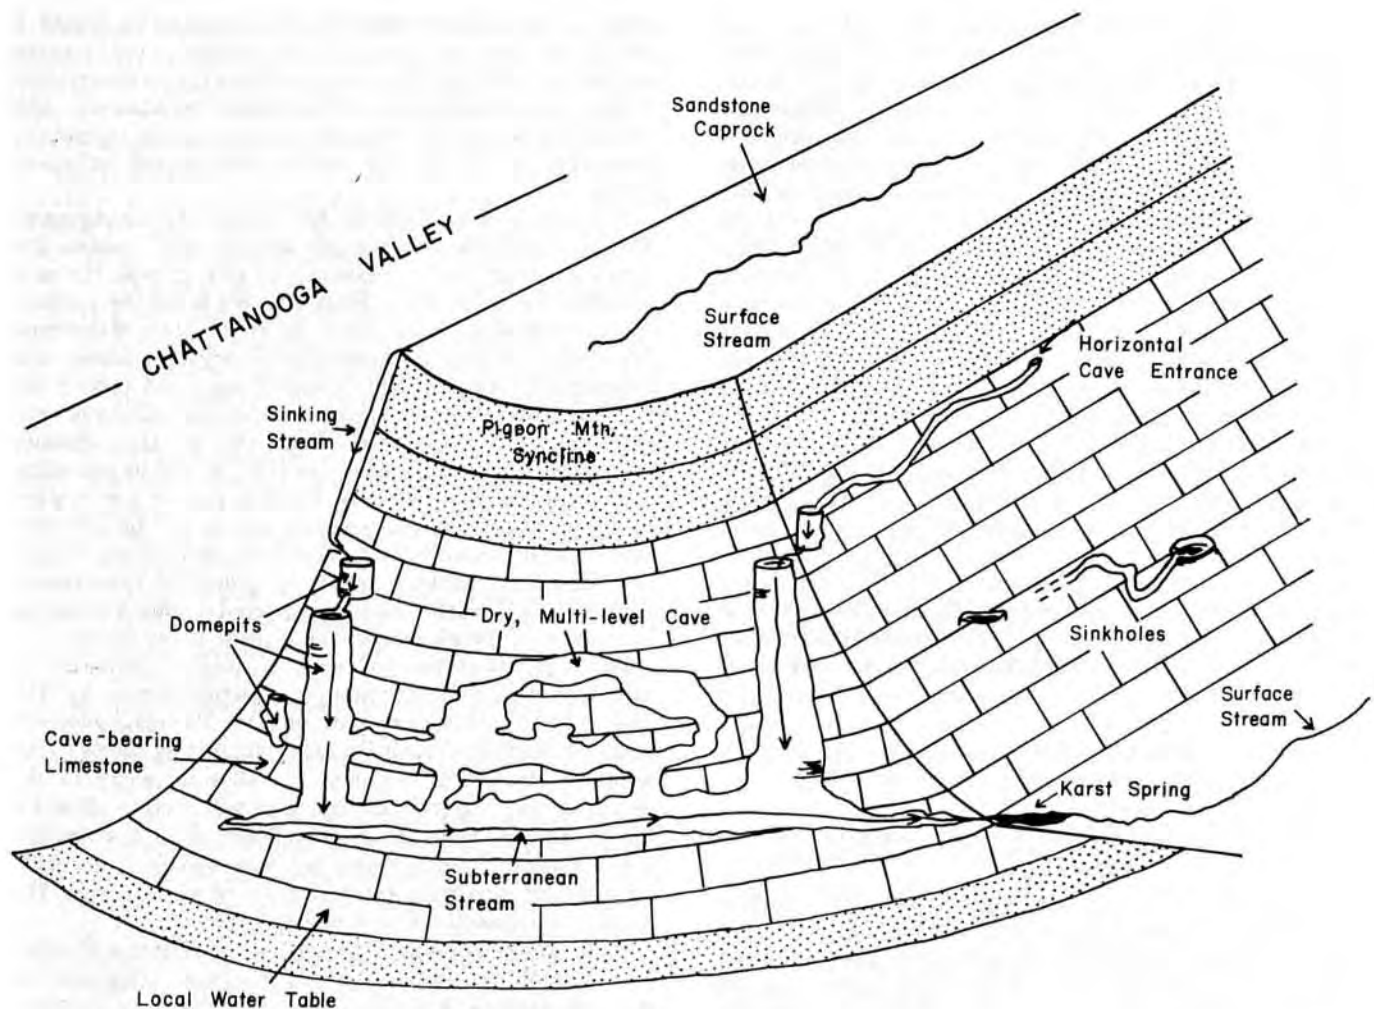 Sandstone
Caprock
CHATTANOOGA VALLEY
Surface
Stream
Horizontal
Cave Entrance
Sinking
Stream
Pigeon Mtn.
Syncline
Domepits
Dry, Multi-level Cave
Sinkholes
Surface
Stream
Cave-bearing
Limestone
Karst Spring
Subterranean
Stream
Local Water Table